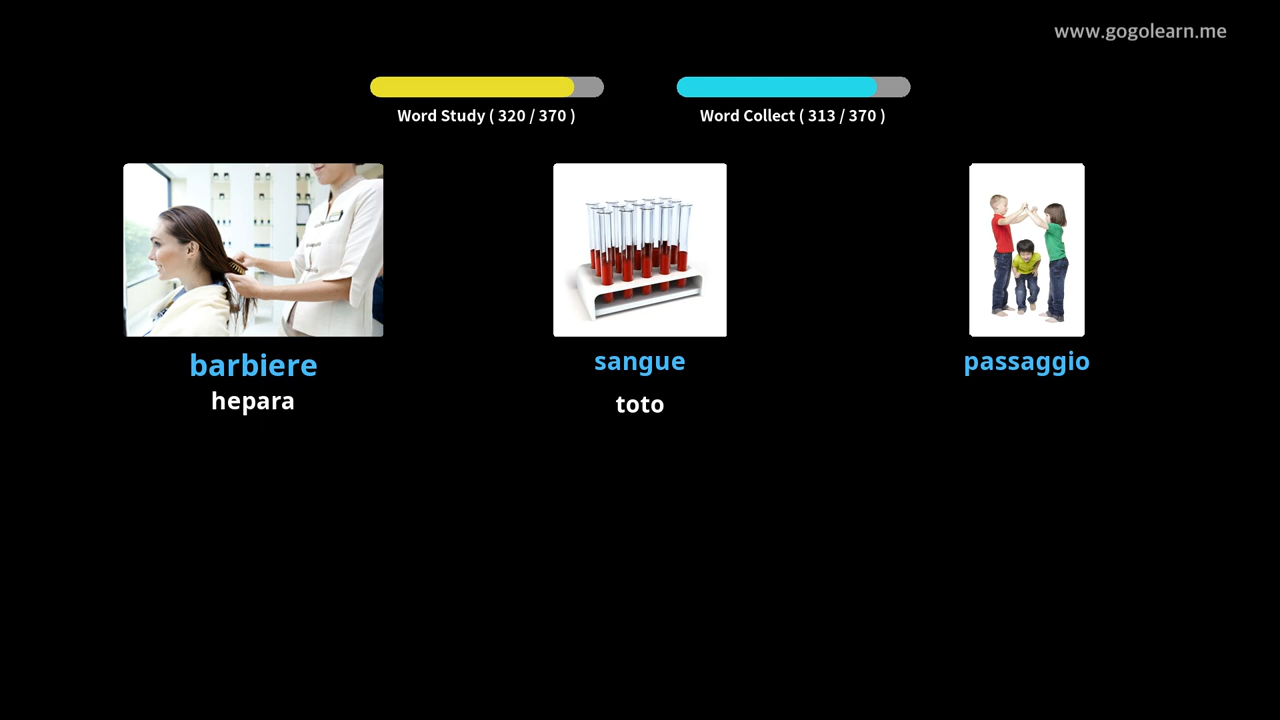 www.gogolearn.me
Word Study ( 320 / 370 )
Word Collect ( 313 / 370 )
barbiere
hepara
sangue
toto
passaggio